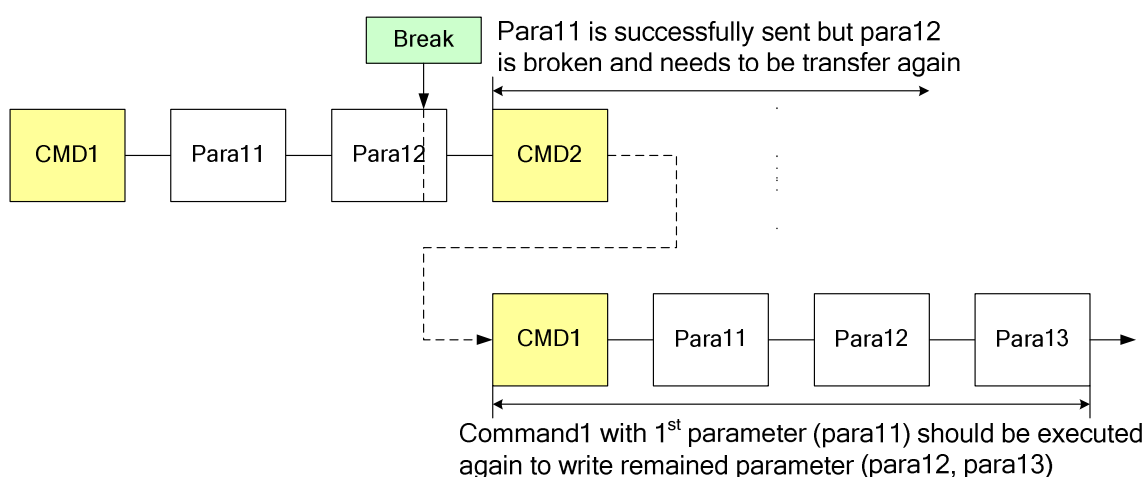 Break
Para11 is successfully sent but para12
is broken and needs to be transfer again
CMD1
Para11
Para12
CMD2
CMD1
Para11
Para12
Para13
Command1 with 1st parameter (para11) should be executed
again to write remained parameter (para12, para13)